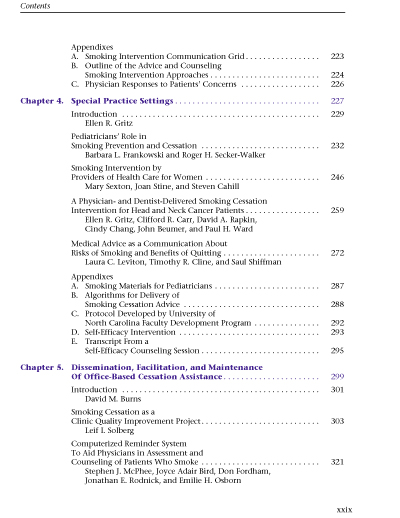 Contents
Appendixes
A. Smoking Intervention Communication Grid . . . . . . . . . . . . . . . . 223
B. Outline of the Advice and Counseling
Smoking Intervention Approaches . . . . . . . . . . . . . . . . . . . . . . . 224
C. Physician Responses to Patients' Concerns . . . . . . . . . . . . . . . . . 226
Chapter 4. Special Practice Settings . . . . . . . . . . . . . . . . . . . . . . . . . . . . . . 227
Introduction . . . . . . . . . . . . . . . . . . . . . . . . . . . . . . . . . . . . . . . . . 229
Ellen R. Gritz
Pediatricians' Role in
Smoking Prevention and Cessation . . . . . . . . . . . . . . . . . . . . . . . . 232
Barbara L. Frankowski and Roger H. Secker-Walker
Smoking Intervention by
Providers of Health Care for Women . . . . . . . . . . . . . . . . . . . . . . . 246
Mary Sexton, Joan Stine, and Steven Cahill
A Physician- and Dentist-Delivered Smoking Cessation
Intervention for Head and Neck Cancer Patients . . . . . . . . . . . . . . . 259
Ellen R. Gritz, Clifford R. Carr, David A. Rapkin,
Cindy Chang, John Beumer, and Paul H. Ward
Medical Advice as a Communication About
Risks of Smoking and Benefits of Quitting . . . . . . . . . . . . . . . . . . . 272
Laura C. Leviton, Timothy R. Cline, and Saul Shiffman
Appendixes
A. Smoking Materials for Pediatricians . . . . . . . . . . . . . . . . . . . . . . 287
B. Algorithms for Delivery of
Smoking Cessation Advice . . . . . . . . . . . . . . . . . . . . . . . . . . . . 288
C. Protocol Developed by University of
North Carolina Faculty Development Program . . . . . . . . . . . . . . 292
D. Self-Efficacy Intervention . . . . . . . . . . . . . . . . . . . . . . . . . . . . . 293
E. Transcript From a
Self-Efficacy Counseling Session . . . . . . . . . . . . . . . . . . . . . . . . . 295
Chapter 5. Dissemination, Facilitation, and Maintenance
Of Office-Based Cessation Assistance . . . . . . . . . . . . . . . . . . . . . 299
Introduction . . . . . . . . . . . . . . . . . . . . . . . . . . . . . . . . . . . . . . . . . 301
David M. Burns
Smoking Cessation as a
Clinic Quality Improvement Project . . . . . . . . . . . . . . . . . . . . . . . . 303
Leif I. Solberg
Computerized Reminder System
To Aid Physicians in Assessment and
Counseling of Patients Who Smoke . . . . . . . . . . . . . . . . . . . . . . . . 321
Stephen J. McPhee, Joyce Adair Bird, Don Fordham,
Jonathan E. Rodnick, and Emilie H. Osborn
xxix